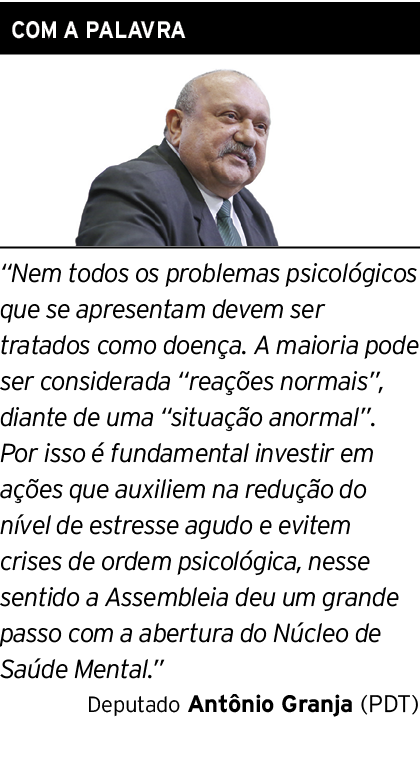 COM A PALAVRA
“Nem todos os problemas psicológicos
que se apresentam devem ser
tratados como doença. A maioria pode
ser considerada “reações normais”,
diante de uma “situação anormal”.
Por isso é fundamental investir em
ações que auxiliem na redução do
nível de estresse agudo e evitem
crises de ordem psicológica, nesse
sentido a Assembleia deu um grande
passo com a abertura do Núcleo de
Saúde Mental.”
Deputado Antônio Granja (PDT)